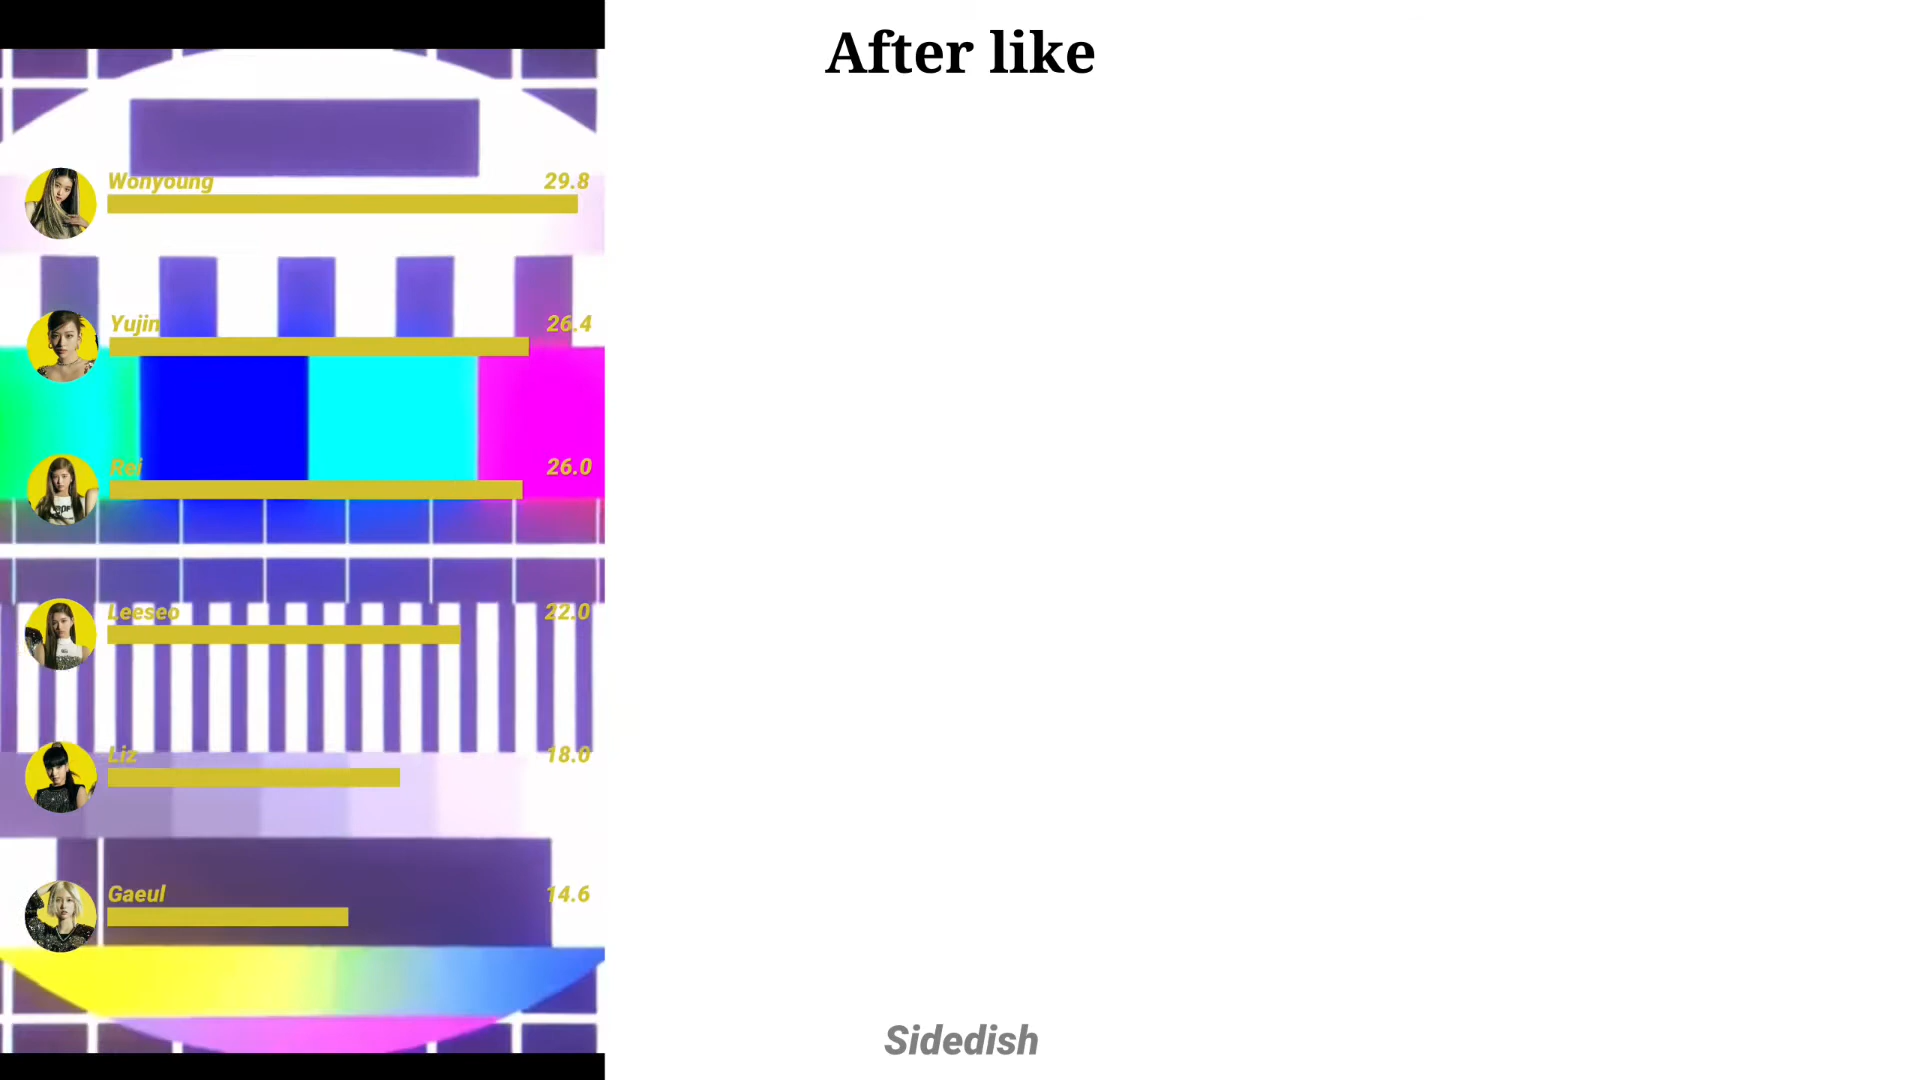 After like
Wonyoung 29.8
Yujin 26.4
Rei 26.0
Leeseo 22.0
Liz 18.0
Gaeul 14.6
Sidedish